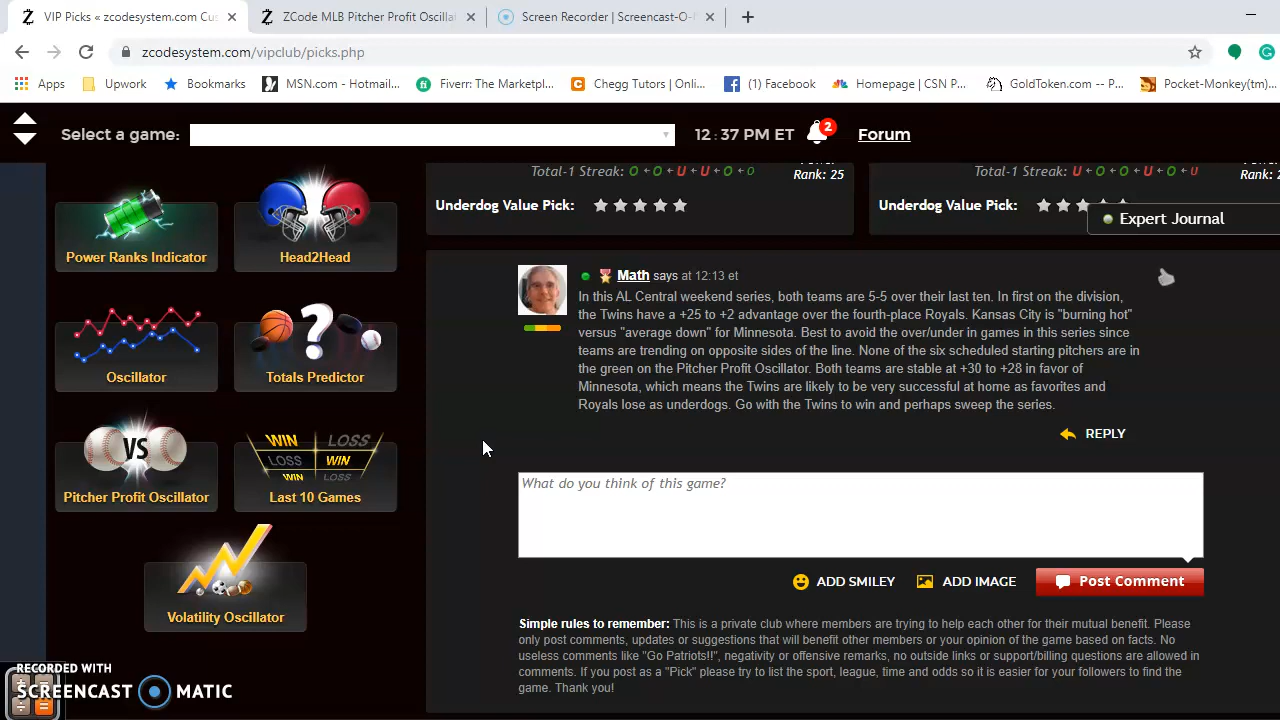 VIP Picks « zcodesystem.com Cus
ZCode MLB Pitcher Profit Oscillat
Screen Recorder | Screencast-O-
zcodesystem.com/vipclub/picks.php
Apps
Upwork
Bookmarks
MSN.com - Hotmail...
Fiverr: The Marketpl...
Chegg Tutors | Onli...
(1) Facebook
Homepage | CSN P...
GoldToken.com -- P...
Pocket-Monkey(tm)...
Select a game:
12:37 PM ET
2
Forum
Total-1 Streak: O ← O ← U ← U ← O ← O
Rank: 25
Total-1 Streak: U ← O ← O ← U ← O ← U
Underdog Value Pick:
Underdog Value Pick:
Expert Journal
Power Ranks Indicator
Head2Head
Oscillator
Totals Predictor
VS
Pitcher Profit Oscillator
WIN LOSS
LOSS WIN
WIN LOSS
Last 10 Games
Volatility Oscillator
Math says at 12:13 et
In this AL Central weekend series, both teams are 5-5 over their last ten. In first on the division,
the Twins have a +25 to +2 advantage over the fourth-place Royals. Kansas City is "burning hot"
versus "average down" for Minnesota. Best to avoid the over/under in games in this series since
teams are trending on opposite sides of the line. None of the six scheduled starting pitchers are in
the green on the Pitcher Profit Oscillator. Both teams are stable at +30 to +28 in favor of
Minnesota, which means the Twins are likely to be very successful at home as favorites and
Royals lose as underdogs. Go with the Twins to win and perhaps sweep the series.
REPLY
What do you think of this game?
ADD SMILEY
ADD IMAGE
Post Comment
Simple rules to remember: This is a private club where members are trying to help each other for their mutual benefit. Please
only post comments, updates or suggestions that will benefit other members or your opinion of the game based on facts. No
useless comments like "Go Patriots!!", negativity or offensive remarks, no outside links or support/billing questions are allowed in
comments. If you post as a "Pick" please try to list the sport, league, time and odds so it is easier for your followers to find the
game. Thank you!
RECORDED WITH
SCREENCAST MATIC